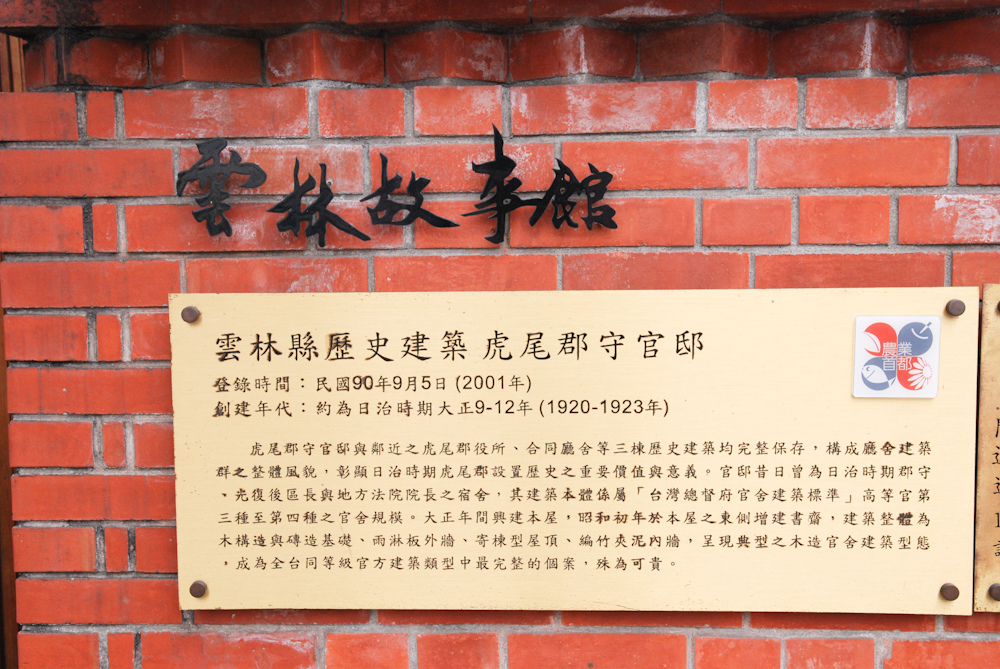 雲林故事館
雲林縣歷史建築 虎尾郡守官邸
登錄時間：民國90年9月5日 (2001年)
創建年代：約為日治時期大正9-12年 (1920-1923年)
農業
首都
虎尾郡守官邸與鄰近之虎尾郡役所、合同廳舍等三棟歷史建築均完整保存，構成廳舍建築
群之整體風貌，彰顯日治時期虎尾郡設置歷史之重要價值與意義。官邸昔日曾為日治時期郡守
、光復後區長與地方法院院長之宿舍，其建築本體係屬「台灣總督府官舍建築標準」高等官第
三種至第四種之官舍規模。大正年間興建本屋，昭和初年於本屋之東側增建書齋，建築整體為
木構造與磚造基礎、雨淋板外牆、寄棟型屋頂、編竹夾泥內牆，呈現典型之木造官舍建築型態
，成為全台同等級官方建築類型中最完整的個案，殊為可貴。